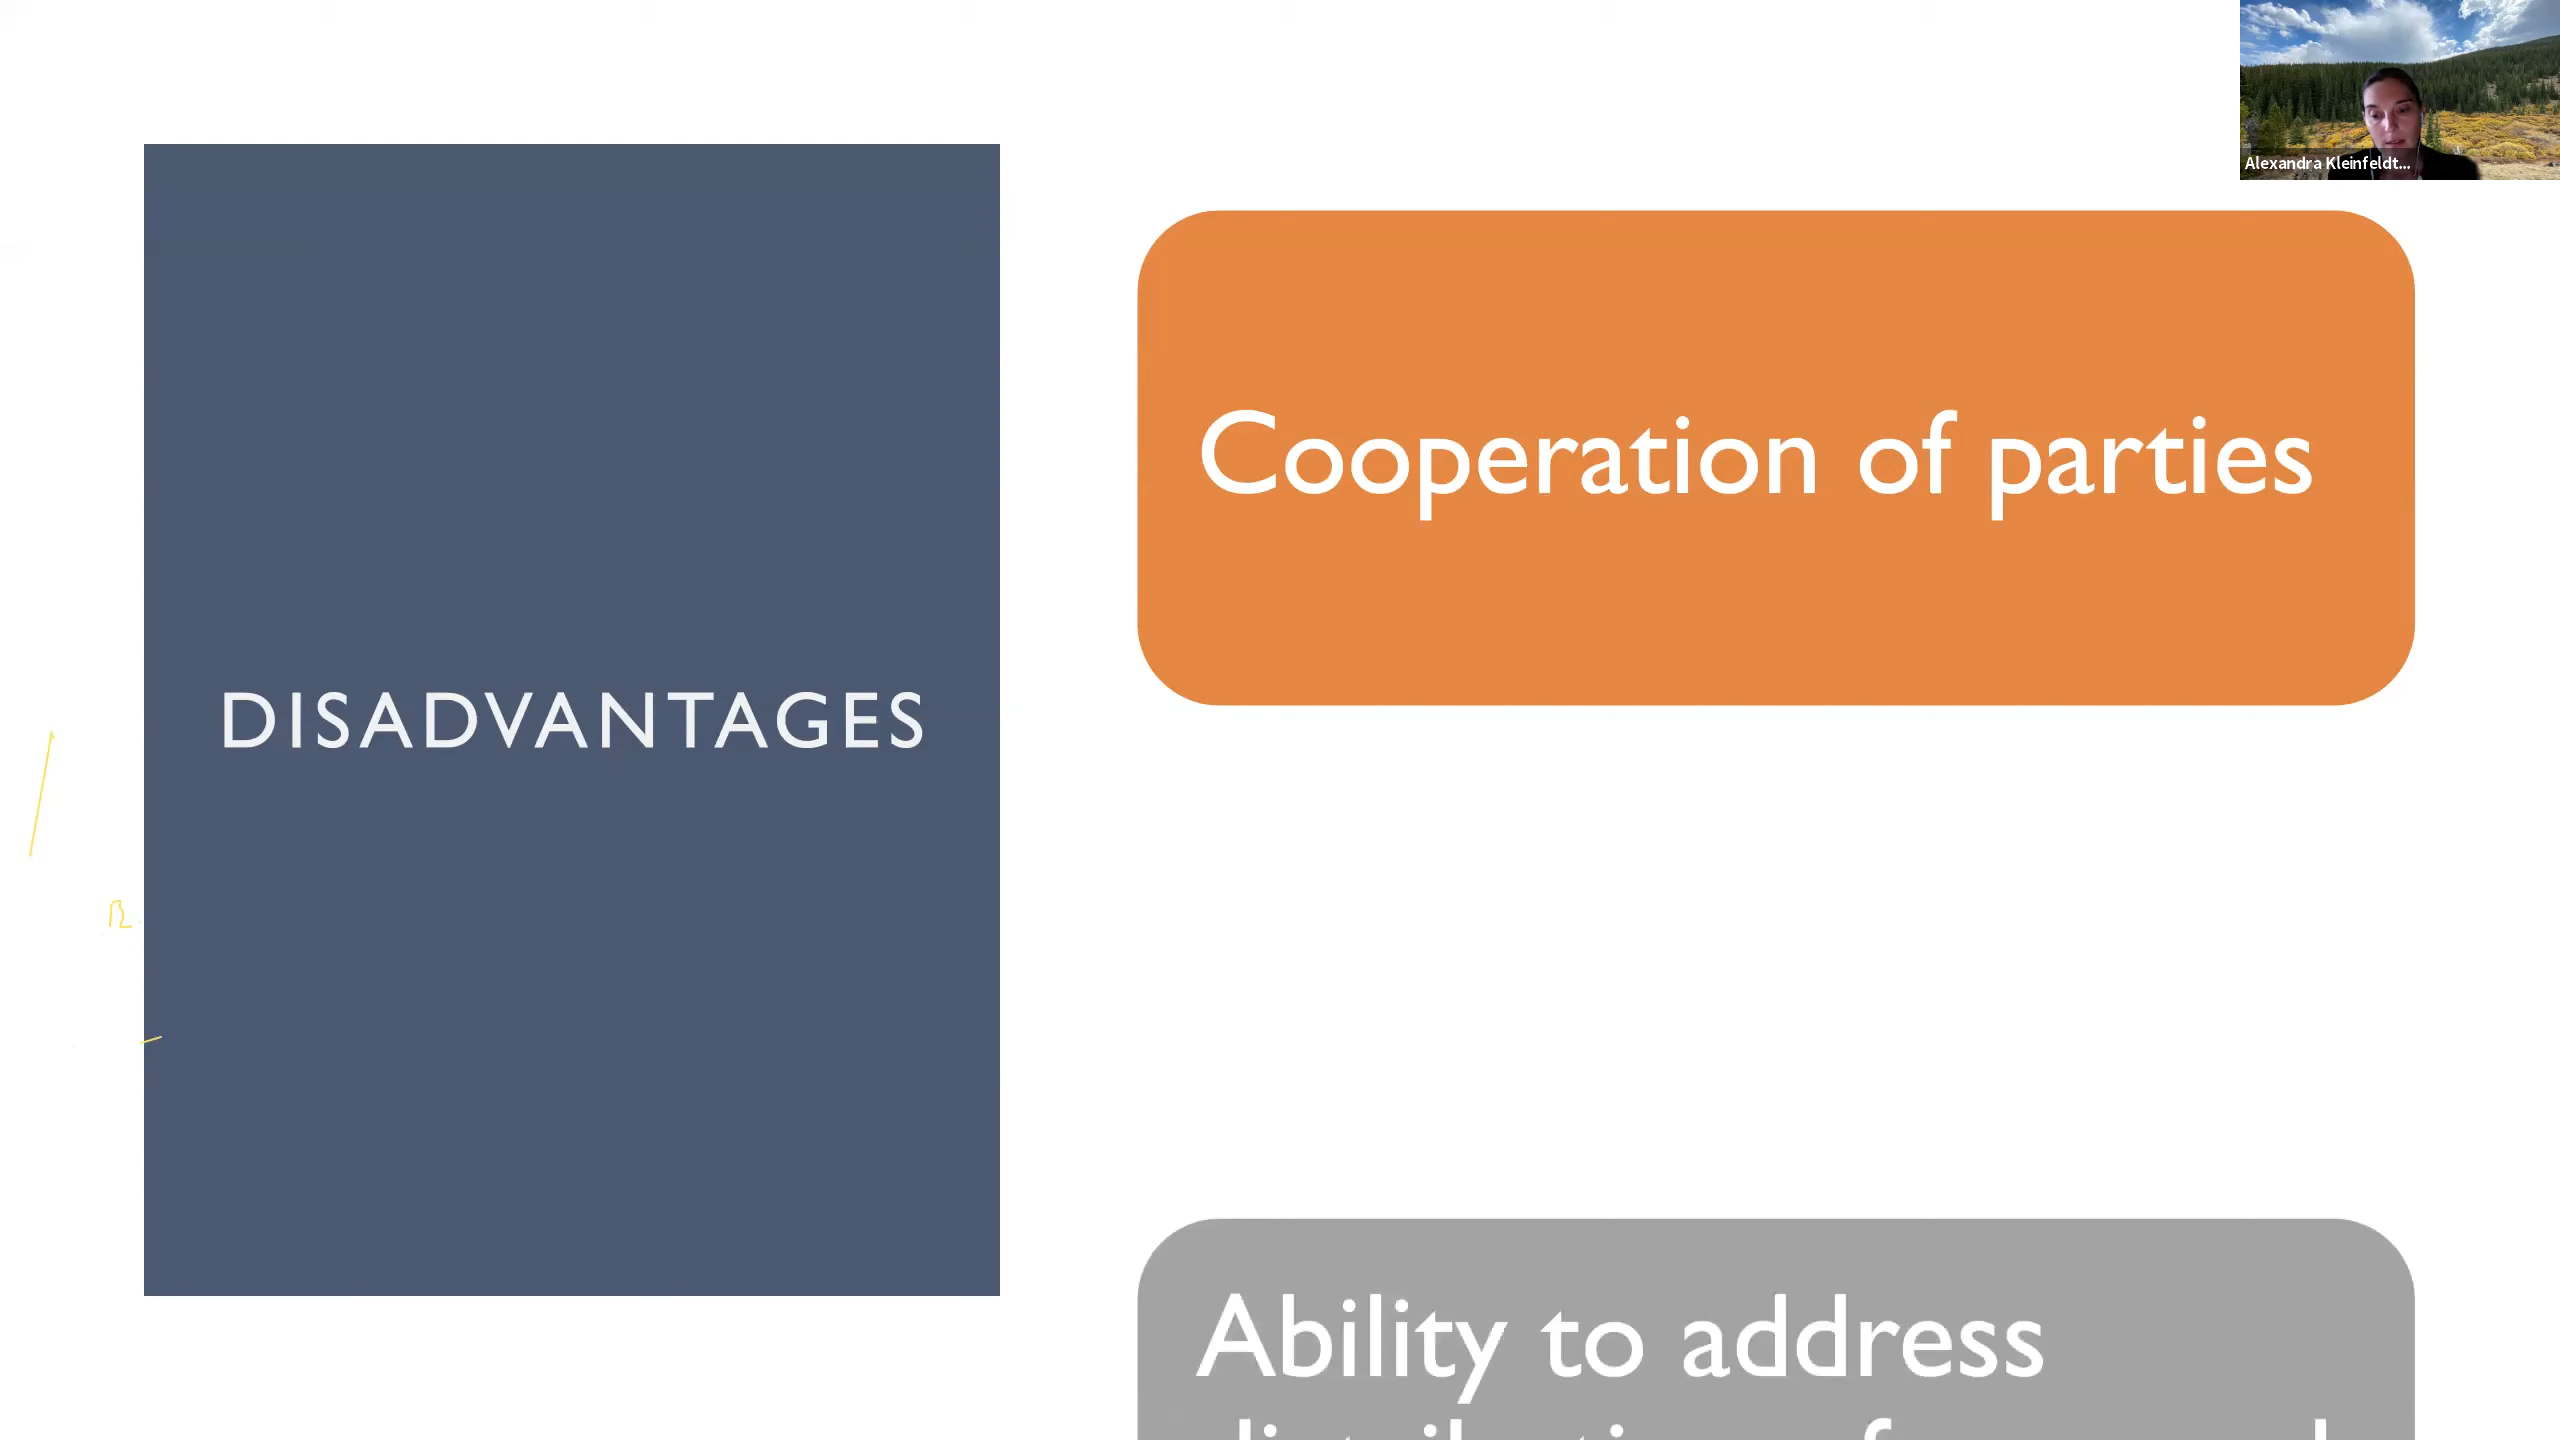 Alexandra Kleinfeldt...
DISADVANTAGES
Cooperation of parties
Ability to address